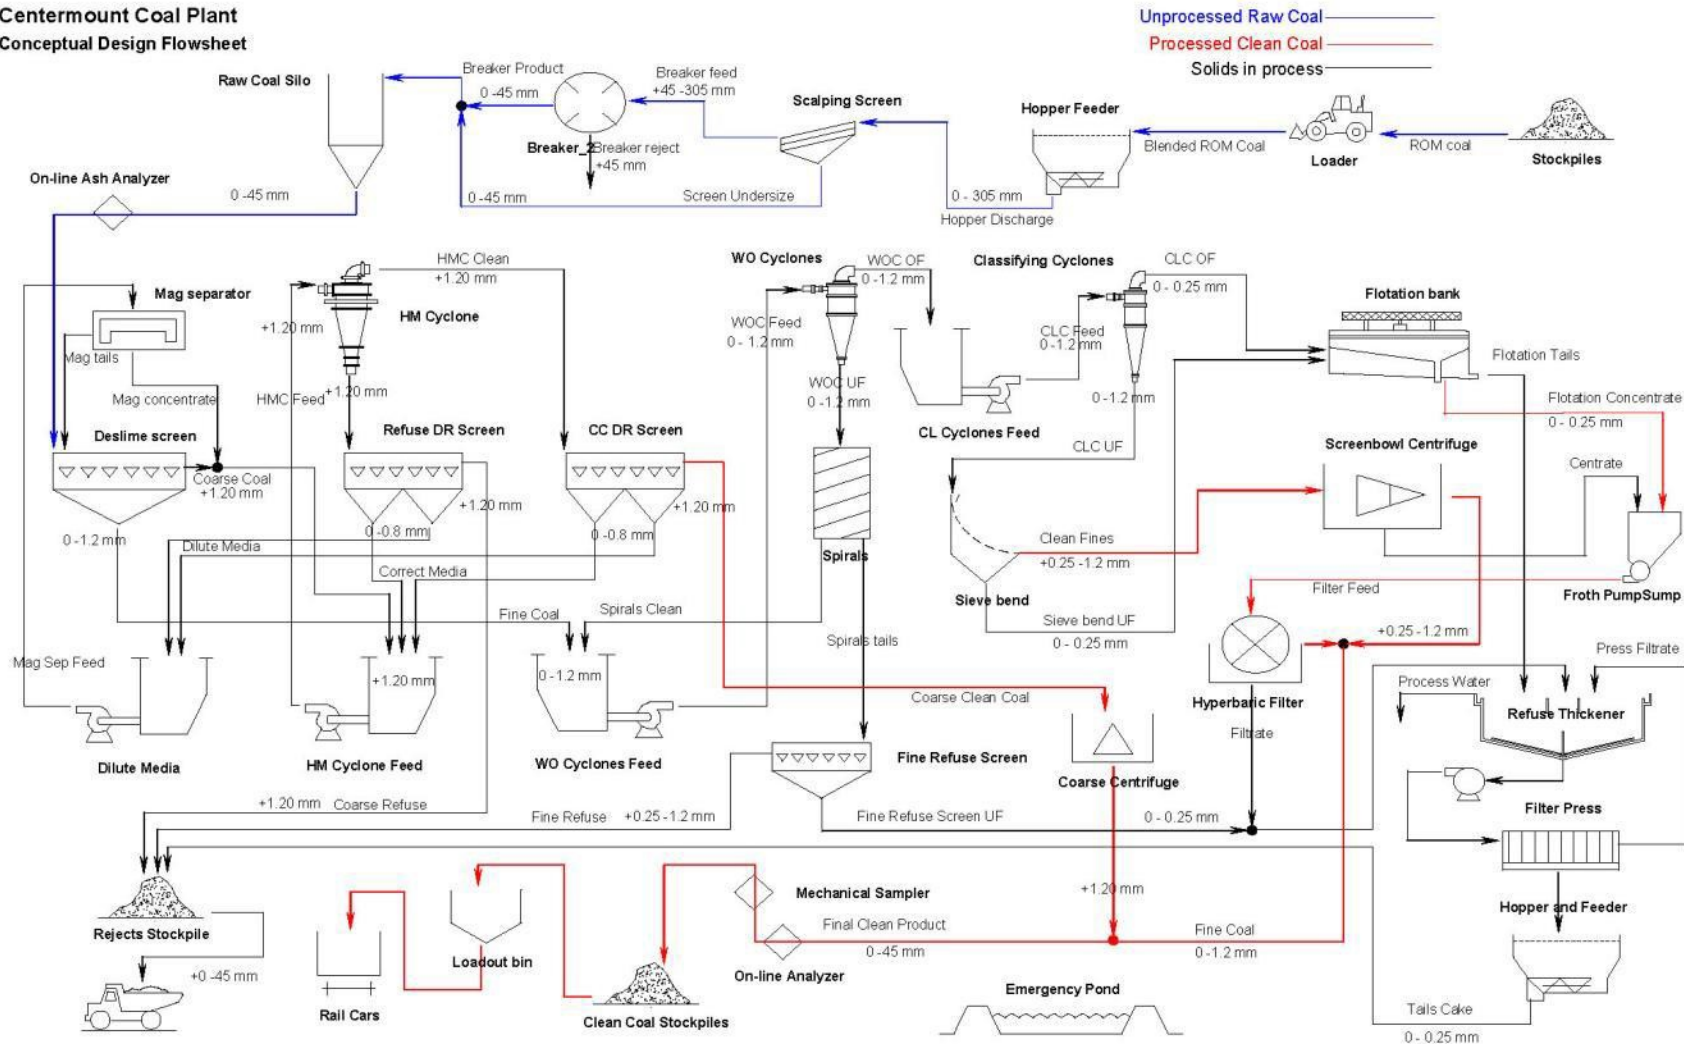 Centermount Coal Plant
Conceptual Design Flowsheet
Unprocessed Raw Coal
Processed Clean Coal
Solids in process
Raw Coal Silo
Breaker Product
0 -45 mm
Breaker feed
+45 -305 mm
Scalping Screen
Hopper Feeder
Breaker_2
Breaker reject
+45 mm
Blended ROM Coal
Loader
ROM coal
Stockpiles
On-line Ash Analyzer
0 -45 mm
0 -45 mm
Screen Undersize
0 - 305 mm
Hopper Discharge
HMC Clean
+1.20 mm
WO Cyclones
WOC OF
0 -1.2 mm
Classifying Cyclones
CLC OF
0 - 0.25 mm
Mag separator
HM Cyclone
Flotation bank
+1.20 mm
WOC Feed
0 - 1.2 mm
CLC Feed
0 -1.2 mm
Mag tails
Flotation Tails
Mag concentrate
HMC Feed
+1.20 mm
WOC UF
0 -1.2 mm
0 -1.2 mm
Flotation Concentrate
0 - 0.25 mm
Deslime screen
Refuse DR Screen
CC DR Screen
CL Cyclones Feed
CLC UF
Screenbowl Centrifuge
Centrate
Coarse Coal
+1.20 mm
+1.20 mm
+1.20 mm
0 -1.2 mm
0 -0.8 mm
0 -0.8 mm
Dilute Media
Correct Media
Spirals
Clean Fines
+0.25 -1.2 mm
Sieve bend
Filter Feed
Froth PumpSump
Fine Coal
Spirals Clean
Sieve bend UF
0 - 0.25 mm
Spirals tails
+0.25 -1.2 mm
Mag Sep Feed
+1.20 mm
0 -1.2 mm
Press Filtrate
Process Water
Coarse Clean Coal
Hyperbaric Filter
Refuse Thickener
Filtrate
Dilute Media
HM Cyclone Feed
WO Cyclones Feed
Fine Refuse Screen
Coarse Centrifuge
+1.20 mm
Coarse Refuse
Fine Refuse
+0.25 -1.2 mm
Fine Refuse Screen UF
0 - 0.25 mm
Filter Press
Mechanical Sampler
+1.20 mm
Hopper and Feeder
Rejects Stockpile
Final Clean Product
0 -45 mm
Fine Coal
0 -1.2 mm
+0 -45 mm
Loadout bin
On-line Analyzer
Rail Cars
Clean Coal Stockpiles
Emergency Pond
Tails Cake
0 - 0.25 mm